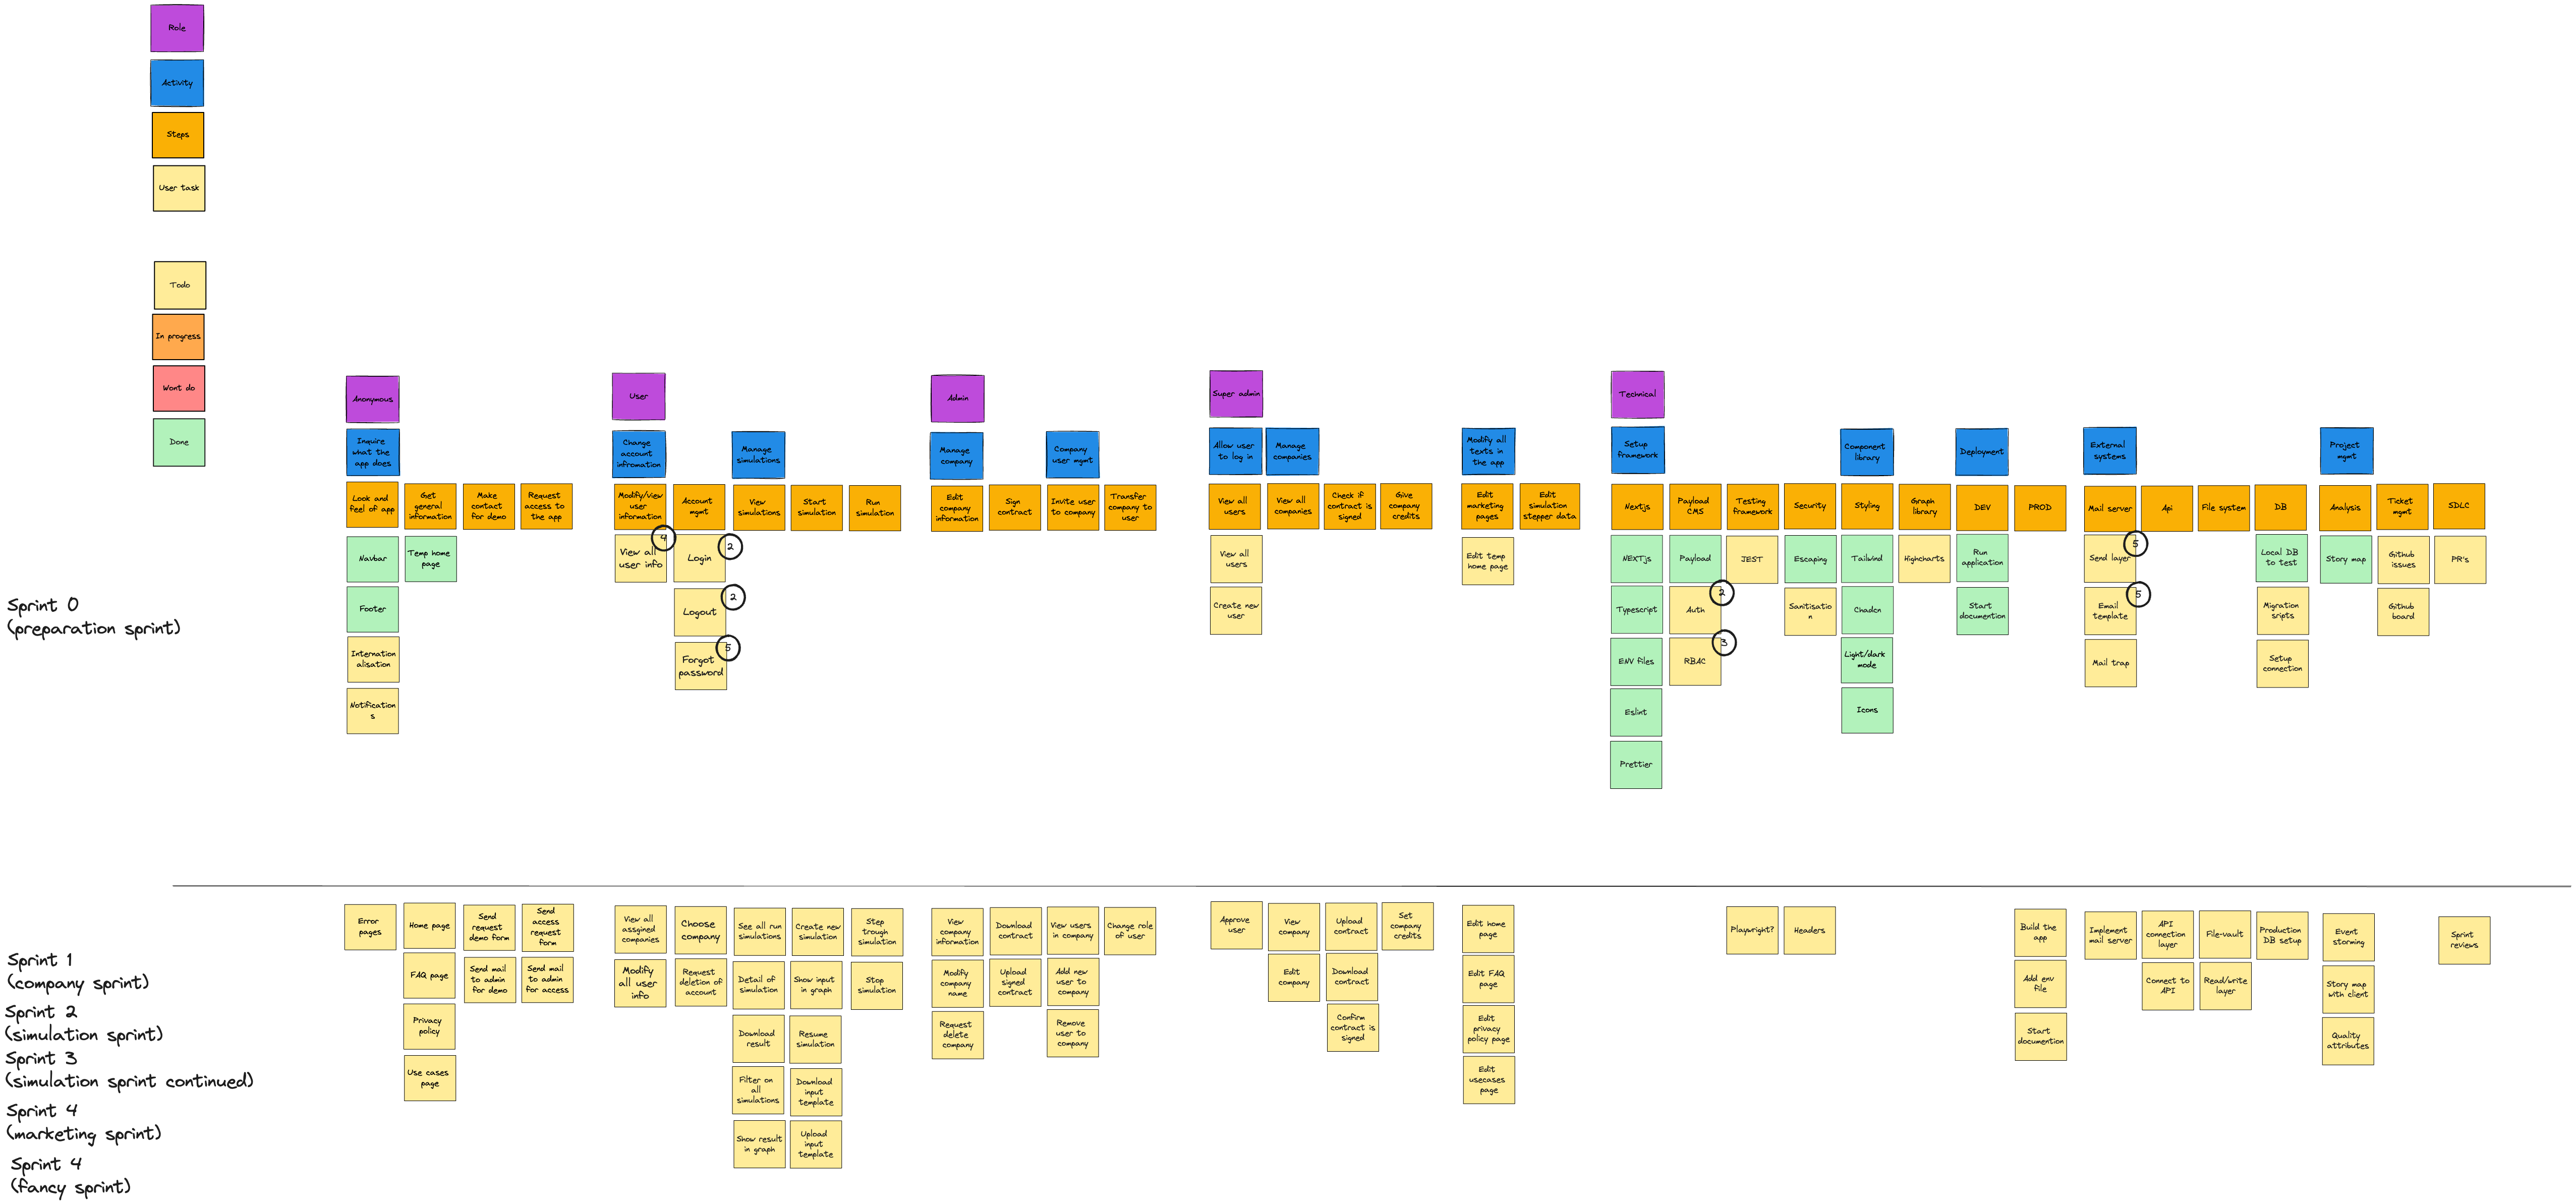 Role
Activity
Steps
User task
Todo
In progress
Wont do
Done
Anonymous
User
Admin
Super admin
Technical
Inquire
what the
app does
Change
account
infromation
Manage
simulations
Manage
company
Company
user mgmt
Allow user
to log in
Manage
companies
Modify all
texts in
the app
Setup
framework
Component
library
Deployment
External
systems
Project
mgmt
Look and
feel of app
Get
general
information
Make
contact
for demo
Request
access to
the app
Modify/view
user
information
Account
mgmt
View
simulations
Start
simulation
Run
simulation
Edit
company
information
Sign
contract
Invite user
to company
Transfer
company to
user
View all
users
View all
companies
Check if
contract is
signed
Give
company
credits
Edit
marketing
pages
Edit
simulation
stepper data
Nextjs
Payload
CMS
Testing
framework
Security
Styling
Graph
library
DEV
PROD
Mail server
Api
File system
DB
Analysis
Ticket
mgmt
SDLC
Sprint 0
(preparation sprint)
Navbar
Footer
Internation
alisation
Notification
s
Temp home
page
View all
user info
4
Login
2
Logout
2
Forgot
password
5
View all
users
Create new
user
Edit temp
home page
NEXTjs
Typescript
ENV files
Eslint
Prettier
Payload
Auth
2
RBAC
3
JEST
Escaping
Sanitisatio
n
Tailwind
Chadcn
Light/dark
mode
Icons
Highcharts
Run
application
Start
documention
Send layer
5
Email
template
5
Mail trap
Local DB
to test
Migration
sripts
Setup
connection
Story map
Github
issues
Github
board
PR's
Sprint 1
(company sprint)
Sprint 2
(simulation sprint)
Sprint 3
(simulation sprint continued)
Sprint 4
(marketing sprint)
Sprint 4
(fancy sprint)
Error
pages
Home page
FAQ page
Privacy
policy
Use cases
page
Send
request
demo form
Send mail
to admin
for demo
Send
access
request
form
Send mail
to admin
for access
View all
assgined
companies
Modify
all user
info
Choose
company
Request
deletion of
account
See all run
simulations
Detail of
simulation
Download
result
Filter on
all
simulations
Show result
in graph
Create new
simulation
Show input
in graph
Resume
simulation
Download
input
template
Upload
input
template
Step
trough
simulation
Stop
simulation
View
company
information
Modify
company
name
Request
delete
company
Download
contract
Upload
signed
contract
View users
in company
Add new
user to
company
Remove
user to
company
Change role
of user
Approve
user
View
company
Edit
company
Upload
contract
Download
contract
Confirm
contract is
signed
Set
company
credits
Edit home
page
Edit FAQ
page
Edit
privacy
policy page
Edit
usecases
page
Playwright?
Headers
Build the
app
Add env
file
Start
documention
Implement
mail server
API
connection
layer
Connect to
API
File-vault
Read/write
layer
Production
DB setup
Event
storming
Story map
with client
Quality
attributes
Sprint
reviews